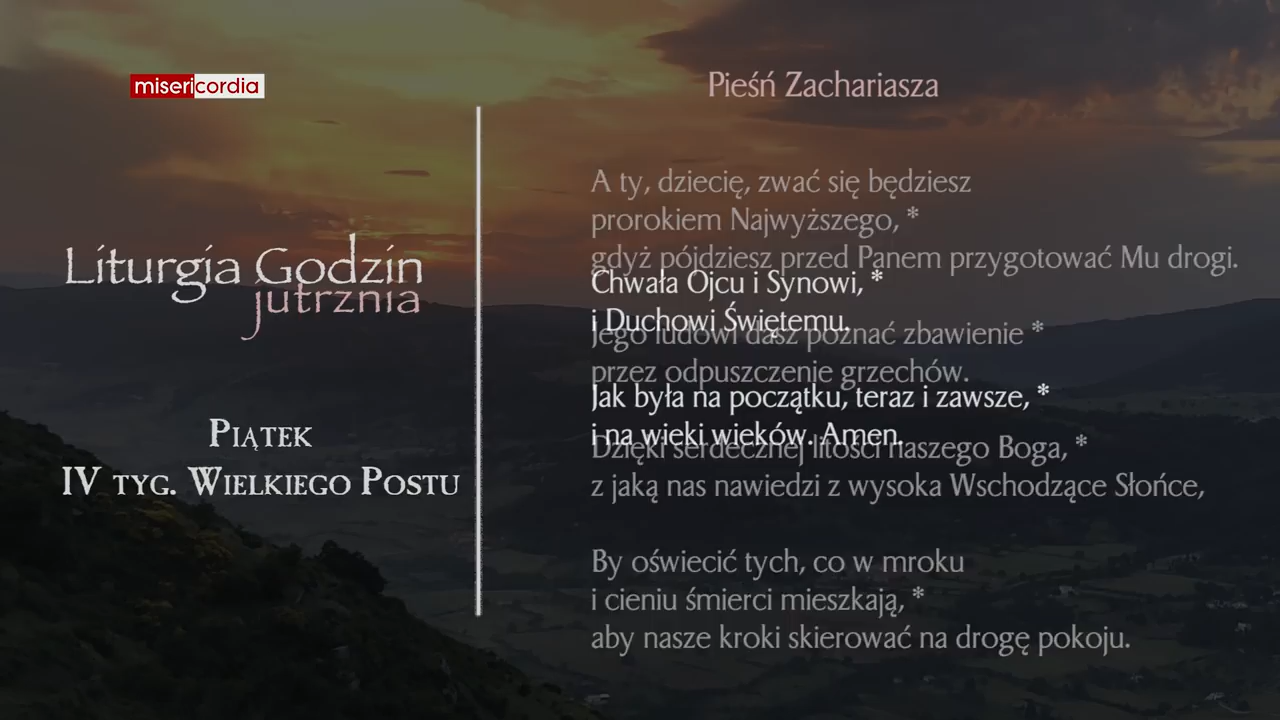 misericordia
Liturgia Godzin
jutrznia
Piątek
IV tyg. Wielkiego Postu
Pieśń Zachariasza
A ty, dziecię, zwać się będziesz
prorokiem Najwyższego, *
gdyż pójdziesz przed Panem przygotować Mu drogi.
Chwała Ojcu i Synowi, *
i Duchowi Świętemu.
Jego ludowi dasz poznać zbawienie *
przez odpuszczenie grzechów.
Jak była na początku, teraz i zawsze, *
i na wieki wieków. Amen.
Dzięki serdecznej litości naszego Boga, *
z jaką nas nawiedzi z wysoka Wschodzące Słońce,
By oświecić tych, co w mroku
i cieniu śmierci mieszkają, *
aby nasze kroki skierować na drogę pokoju.